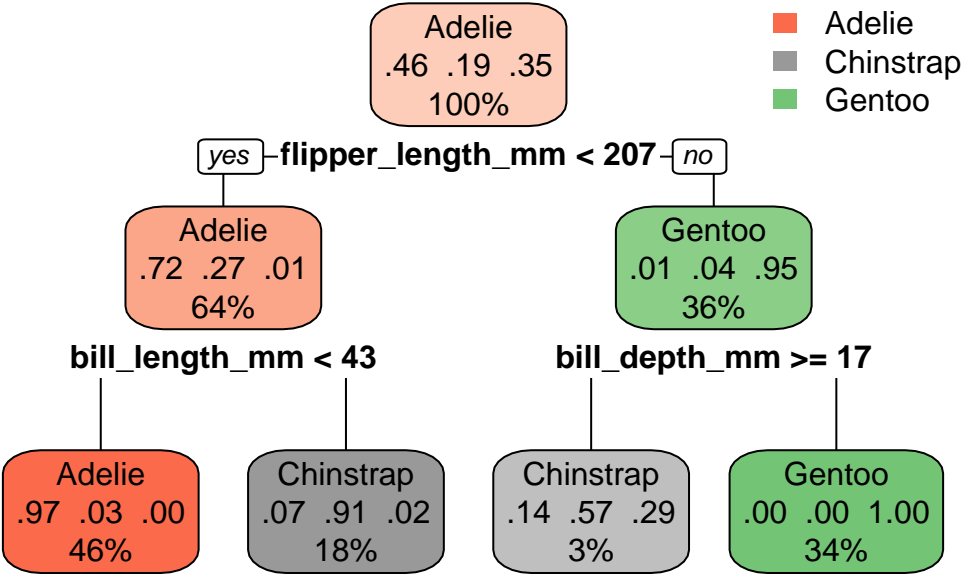 Adelie
.46 .19 .35
100%
Adelie
Chinstrap
Gentoo
yes flipper_length_mm < 207 no
Adelie
.72 .27 .01
64%
Gentoo
.01 .04 .95
36%
bill_length_mm < 43
bill_depth_mm >= 17
Adelie
.97 .03 .00
46%
Chinstrap
.07 .91 .02
18%
Chinstrap
.14 .57 .29
3%
Gentoo
.00 .00 1.00
34%